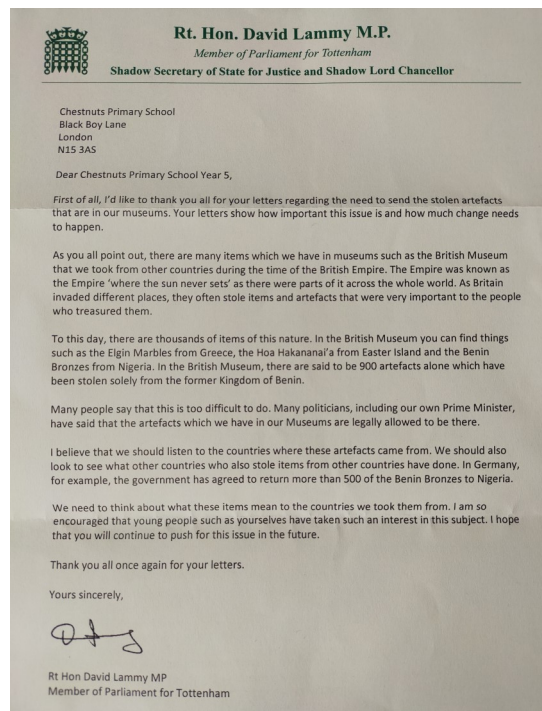 Rt. Hon. David Lammy M.P.
Member of Parliament for Tottenham
Shadow Secretary of State for Justice and Shadow Lord Chancellor
Chestnuts Primary School
Black Boy Lane
London
N15 3AS
Dear Chestnuts Primary School Year 5,
First of all, I'd like to thank you all for your letters regarding the need to send the stolen artefacts
that are in our museums. Your letters show how important this issue is and how much change needs
to happen.
As you all point out, there are many items which we have in museums such as the British Museum
that we took from other countries during the time of the British Empire. The Empire was known as
the Empire 'where the sun never sets' as there were parts of it across the whole world. As Britain
invaded different places, they often stole items and artefacts that were very important to the people
who treasured them.
To this day, there are thousands of items of this nature. In the British Museum you can find things
such as the Elgin Marbles from Greece, the Hoa Hakananai'a from Easter Island and the Benin
Bronzes from Nigeria. In the British Museum, there are said to be 900 artefacts alone which have
been stolen solely from the former Kingdom of Benin.
Many people say that this is too difficult to do. Many politicians, including our own Prime Minister,
have said that the artefacts which we have in our Museums are legally allowed to be there.
I believe that we should listen to the countries where these artefacts came from. We should also
look to see what other countries who also stole items from other countries have done. In Germany,
for example, the government has agreed to return more than 500 of the Benin Bronzes to Nigeria.
We need to think about what these items mean to the countries we took them from. I am so
encouraged that young people such as yourselves have taken such an interest in this subject. I hope
that you will continue to push for this issue in the future.
Thank you all once again for your letters.
Yours sincerely,
Rt Hon David Lammy MP
Member of Parliament for Tottenham